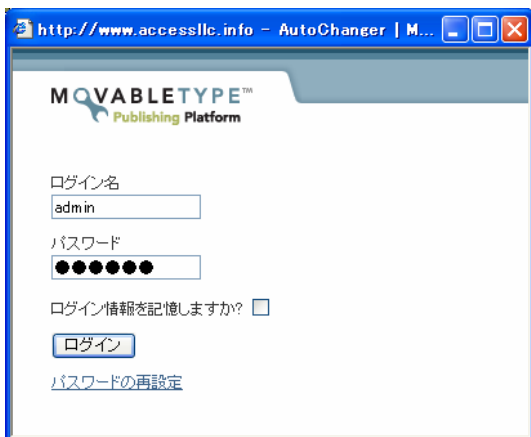 http://www.accessllc.info - AutoChanger | M...
MOVABLETYPE™
Publishing Platform
ログイン名
admin
パスワード
●●●●●●
ログイン情報を記憶しますか?
ログイン
パスワードの再設定